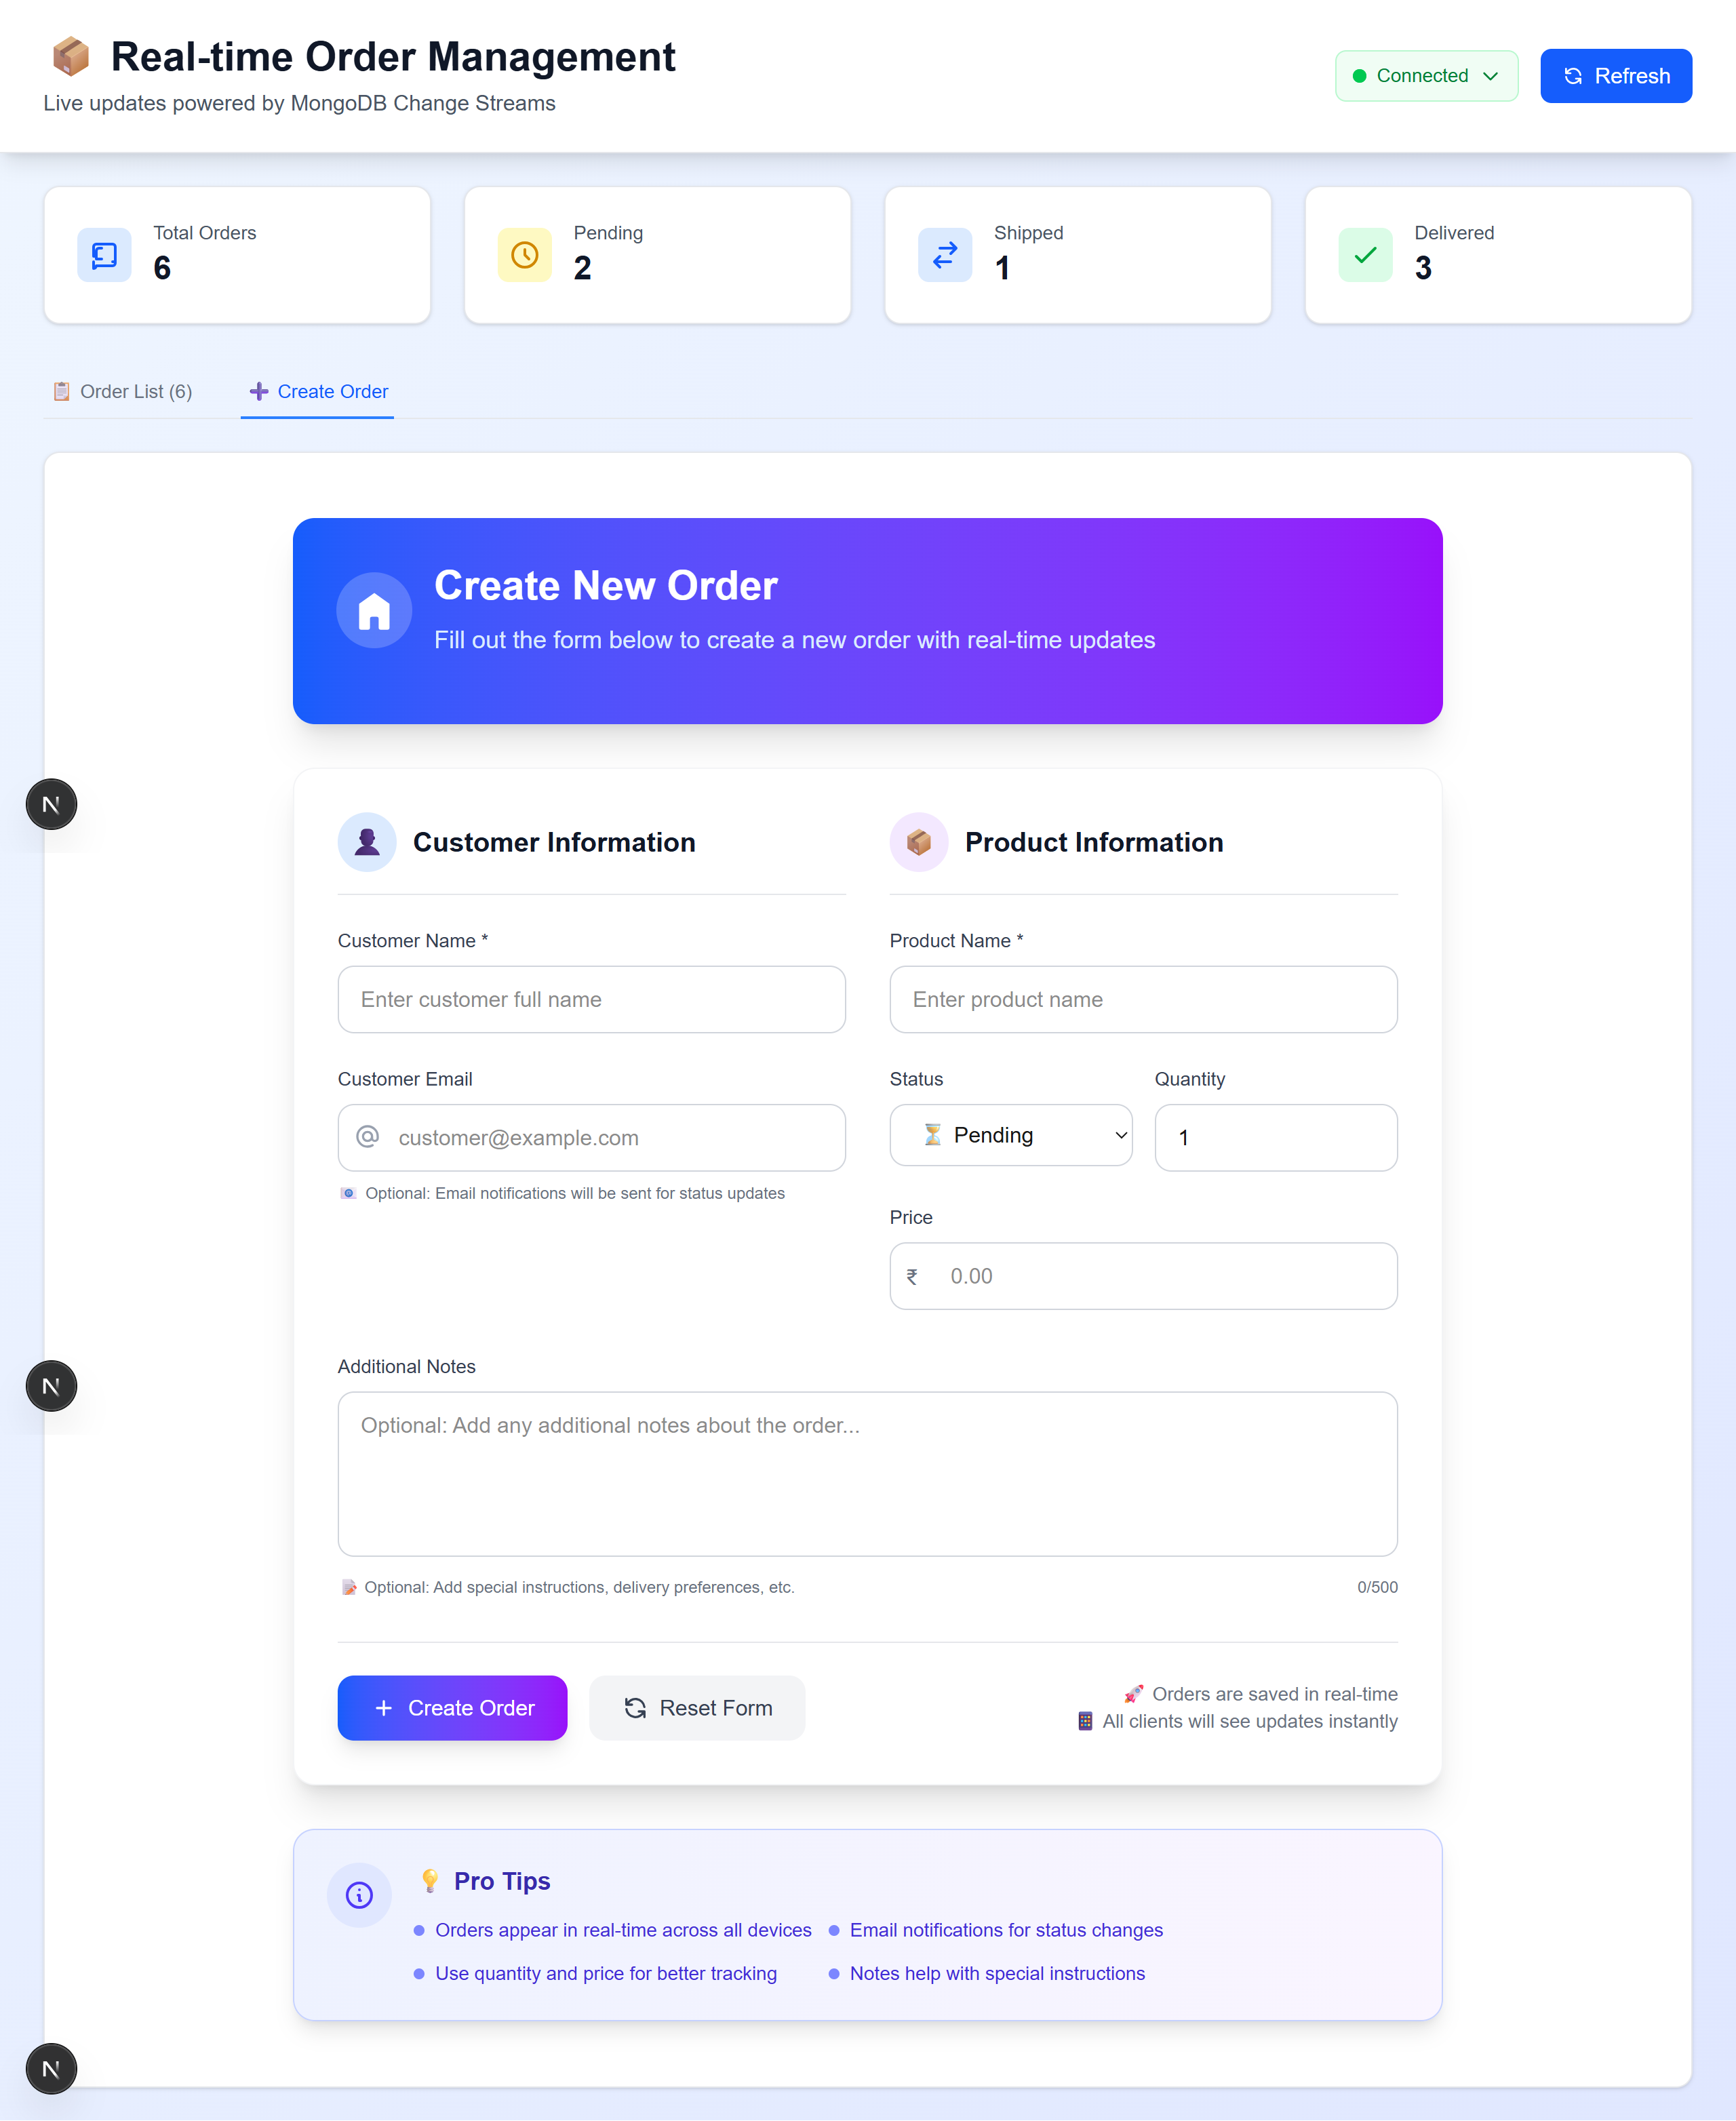 Real-time Order Management
Live updates powered by MongoDB Change Streams
Connected
Refresh
Total Orders
6
Pending
2
Shipped
1
Delivered
3
Order List (6)
Create Order
Create New Order
Fill out the form below to create a new order with real-time updates
N
Customer Information
Customer Name *
Enter customer full name
Customer Email
@ customer@example.com
Optional: Email notifications will be sent for status updates
Product Information
Product Name *
Enter product name
Status
Pending
Quantity
1
Price
₹ 0.00
N
Additional Notes
Optional: Add any additional notes about the order...
Optional: Add special instructions, delivery preferences, etc.
0/500
Create Order
Reset Form
Orders are saved in real-time
All clients will see updates instantly
Pro Tips
Orders appear in real-time across all devices
Email notifications for status changes
Use quantity and price for better tracking
Notes help with special instructions
N